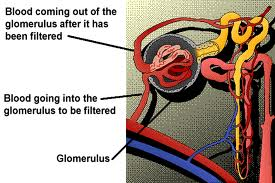 Blood coming out of the
glomerulus after it has
been filtered
Blood going into the
glomerulus to be filtered
Glomerulus